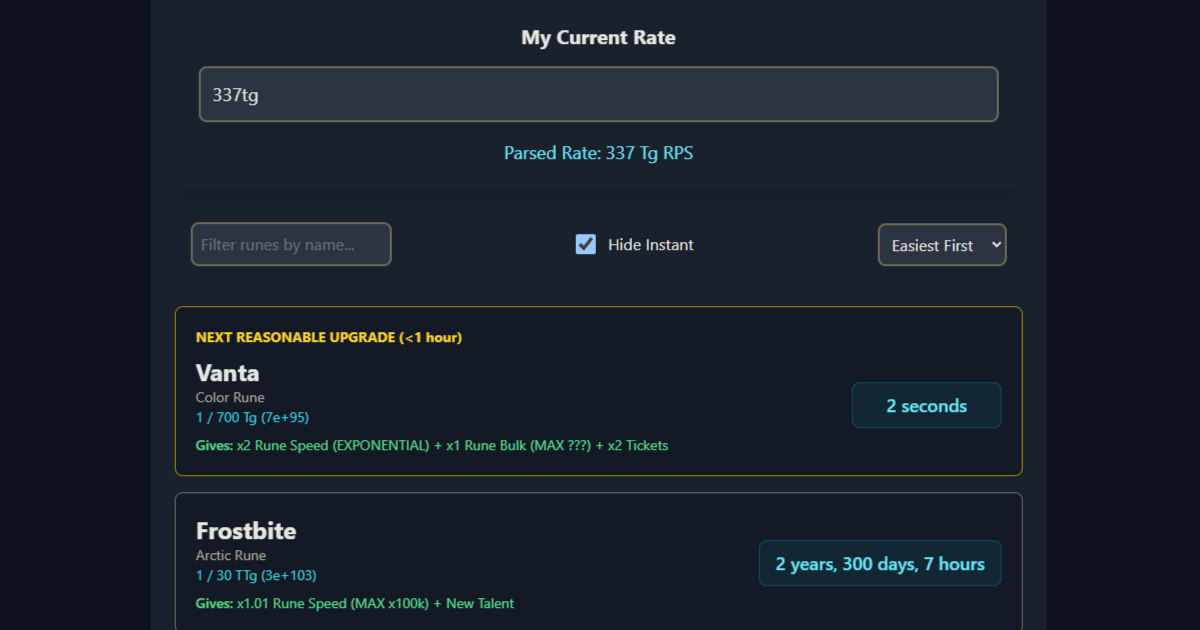 My Current Rate
337tg
Parsed Rate: 337 Tg RPS
Filter runes by name...
Hide Instant
Easiest First
NEXT REASONABLE UPGRADE (<1 hour)
Vanta
Color Rune
1 / 700 Tg (7e+95)
2 seconds
Gives: x2 Rune Speed (EXPONENTIAL) + x1 Rune Bulk (MAX ???) + x2 Tickets
Frostbite
Arctic Rune
1 / 30 TTg (3e+103)
2 years, 300 days, 7 hours
Gives: x1.01 Rune Speed (MAX x100k) + New Talent